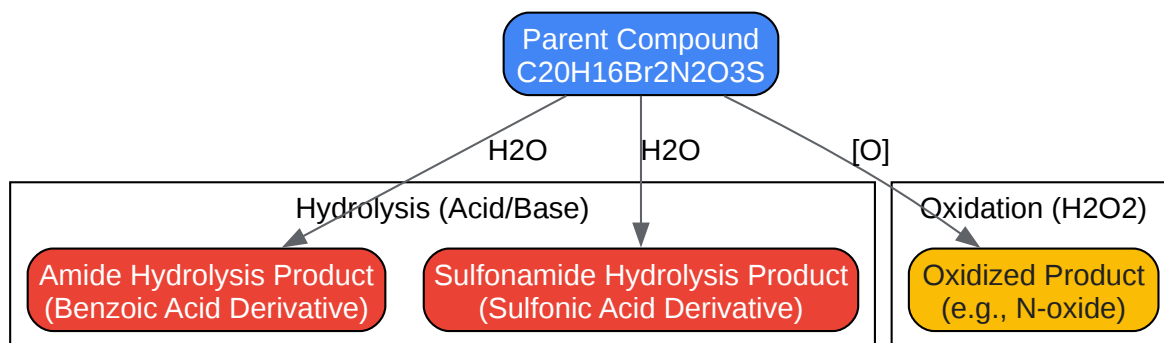 Parent Compound
C20H16Br2N2O3S
H2O
H2O
[O]
Hydrolysis (Acid/Base)
Oxidation (H2O2)
Amide Hydrolysis Product
(Benzoic Acid Derivative)
Sulfonamide Hydrolysis Product
(Sulfonic Acid Derivative)
Oxidized Product
(e.g., N-oxide)